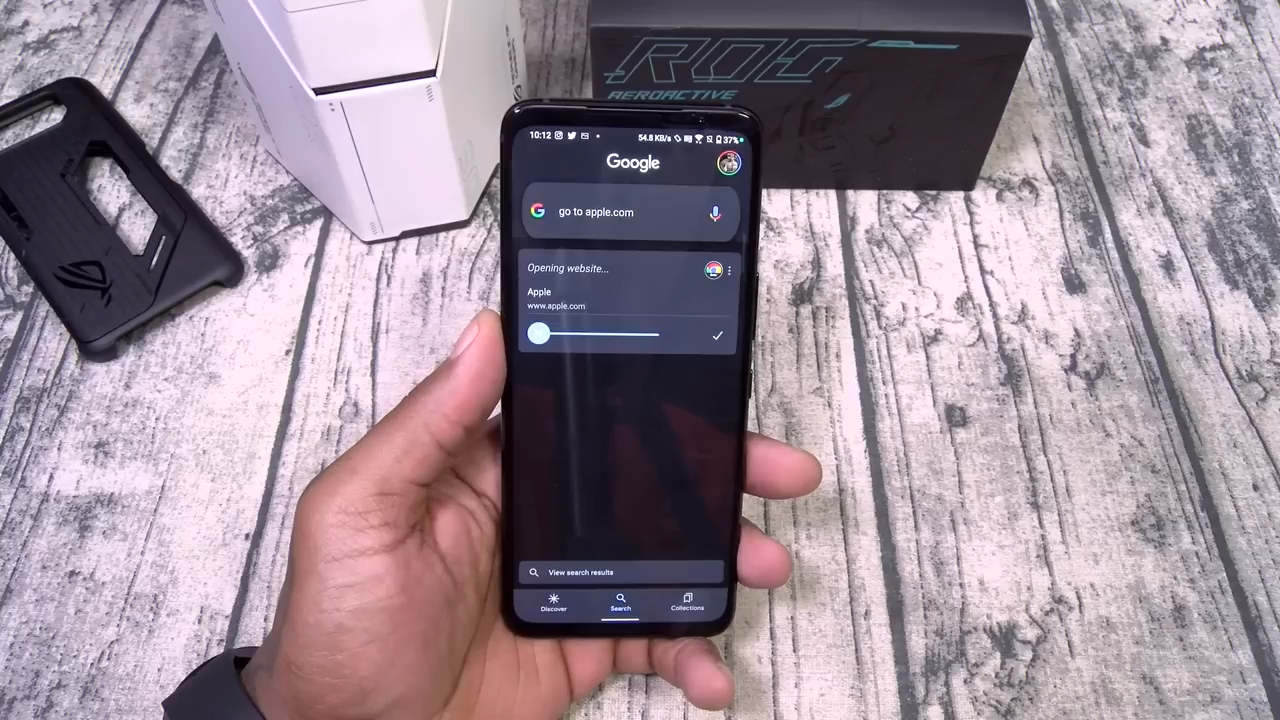 ROG
AEROACTIVE
10:12
54.8 KB/s
37%
Google
go to apple.com
Opening website...
Apple
www.apple.com
View search results
Discover
Search
Collections